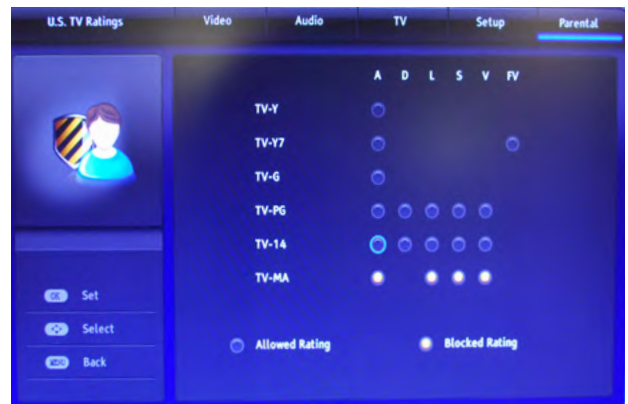 U.S. TV Ratings Video Audio TV Setup Parental
A D L S V FV
TV-Y
TV-Y7
TV-G
TV-PG
TV-14
TV-MA
OK Set
Select
Allowed Rating Blocked Rating
MENU Back